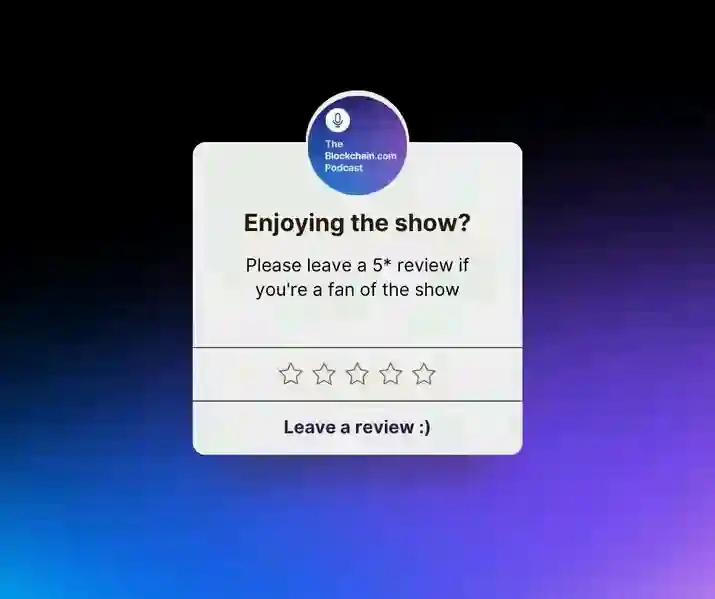 The
Blockchain.com
Podcast
Enjoying the show?
Please leave a 5* review if
you're a fan of the show
Leave a review :)